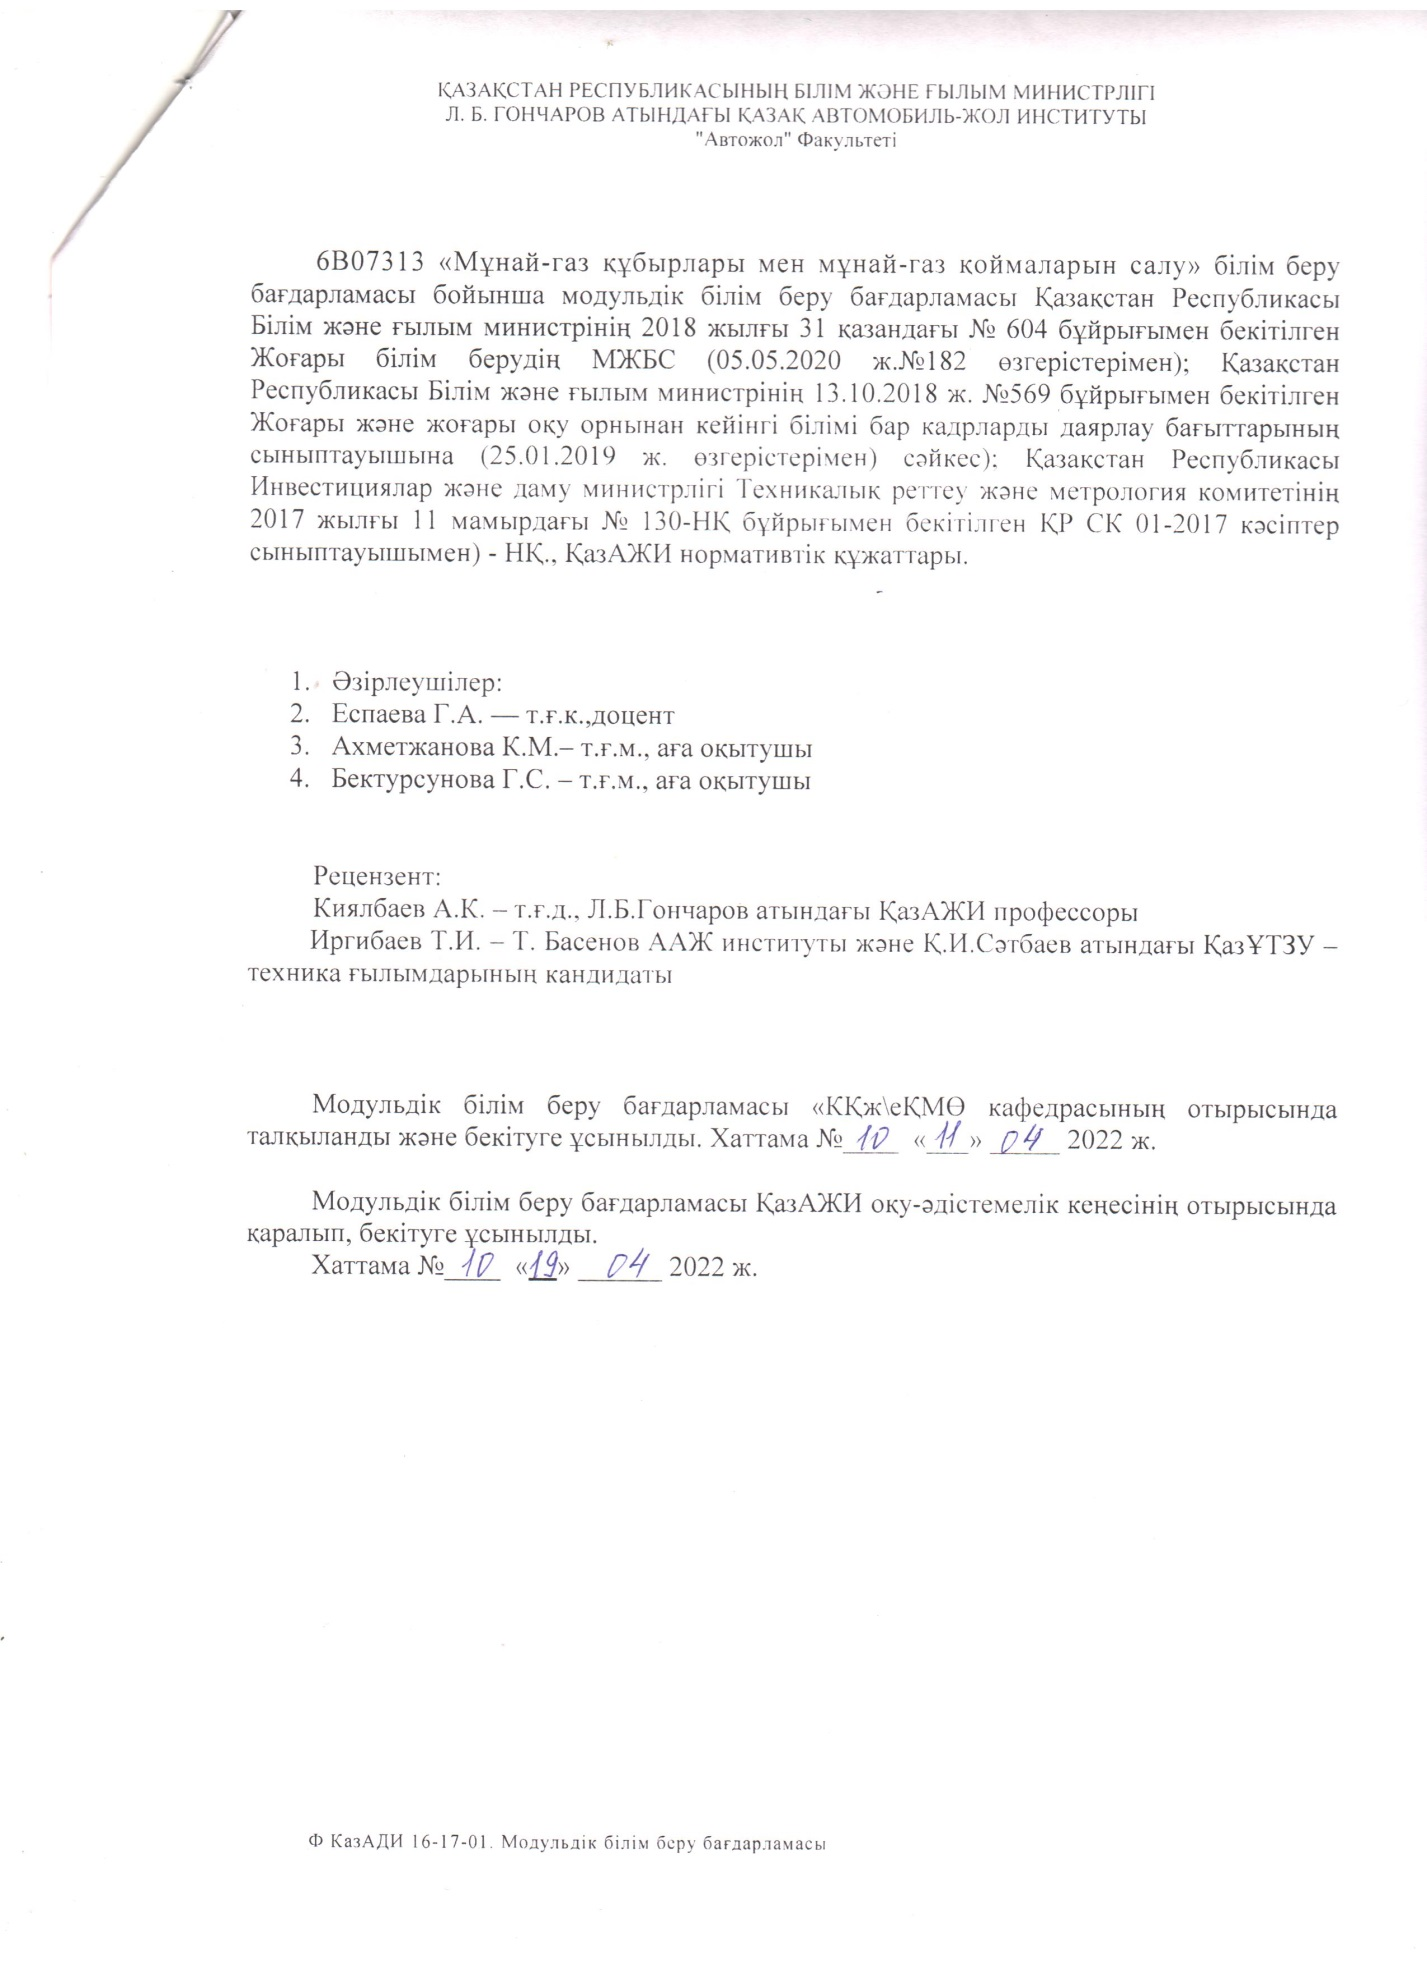 ҚАЗАҚСТАН РЕСПУБЛИКАСЫНЫҢ БІЛІМ ЖӘНЕ ҒЫЛЫМ МИНИСТРЛІГІ
Л. Б. ГОНЧАРОВ АТЫНДАҒЫ ҚАЗАҚ АВТОМОБИЛЬ-ЖОЛ ИНСТИТУТЫ
"Автожол" Факультеті
6В07313 «Мұнай-газ құбырлары мен мұнай-газ қоймаларын салу» білім беру
бағдарламасы бойынша модульдік білім беру бағдарламасы Қазақстан Республикасы
Білім және ғылым министрінің 2018 жылғы 31 қазандағы № 604 бұйрығымен бекітілген
Жоғары білім берудің МЖБС (05.05.2020 ж.№182 өзгерістерімен); Қазақстан
Республикасы Білім және ғылым министрінің 13.10.2018 ж. №569 бұйрығымен бекітілген
Жоғары және жоғары оқу орнынан кейінгі білімі бар кадрларды даярлау бағыттарының
сыныптауышына (25.01.2019 ж. өзгерістерімен) сәйкес): Қазақстан Республикасы
Инвестициялар және даму министрлігі Техникалық реттеу және метрология комитетінің
2017 жылғы 11 мамырдағы № 130-НҚ бұйрығымен бекітілген ҚР СК 01-2017 кәсіптер
сыныптауышымен) - НҚ., ҚазАЖИ нормативтік құжаттары.
1. Әзірлеушілер:
2. Еспаева Г.А. — т.ғ.к.,доцент
3. Ахметжанова К.М.– т.ғ.м., аға оқытушы
4. Бектурсунова Г.С. – т.ғ.м., аға оқытушы
Рецензент:
Киялбаев А.К. – т.ғ.д., Л.Б.Гончаров атындағы ҚазАЖИ профессоры
Иргибаев Т.И. – Т. Басенов ААЖ институты және Қ.И.Сәтбаев атындағы ҚазҰТЗУ –
техника ғылымдарының кандидаты
Модульдік білім беру бағдарламасы «КҚж\еҚМӨ кафедрасының отырысында
талқыланды және бекітуге ұсынылды. Хаттама № 10 «11» 04 2022 ж.
Модульдік білім беру бағдарламасы ҚазАЖИ оқу-әдістемелік кеңесінің отырысында
қаралып, бекітуге ұсынылды.
Хаттама № 10 «19» 04 2022 ж.
Ф КазАДИ 16-17-01. Модульдік білім беру бағдарламасы